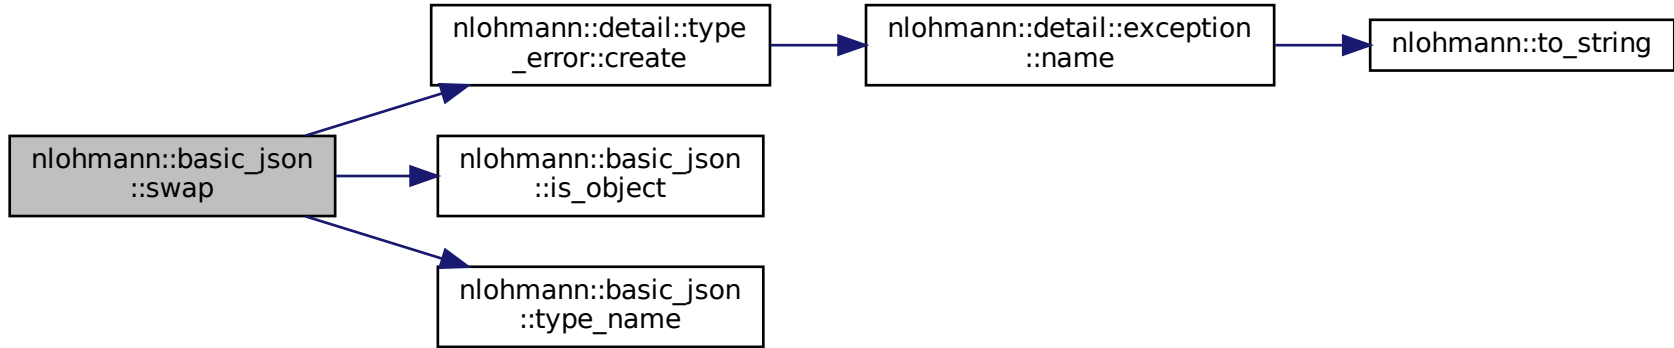 nlohmann::basic_json
::swap
nlohmann::detail::type
_error::create
nlohmann::detail::exception
::name
nlohmann::to_string
nlohmann::basic_json
::is_object
nlohmann::basic_json
::type_name